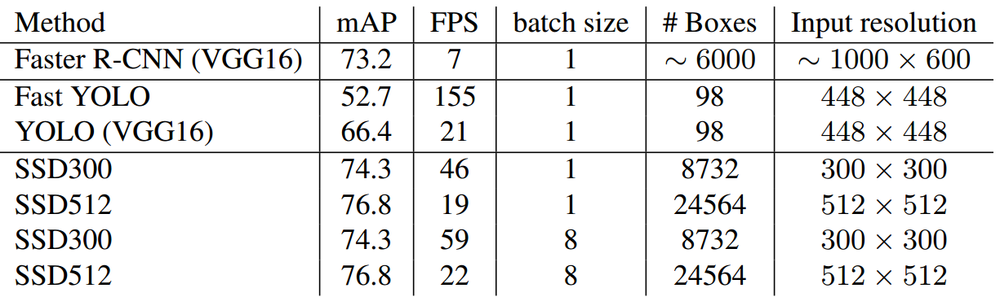 Method mAP FPS batch size # Boxes Input resolution
Faster R-CNN (VGG16) 73.2 7 1 ∼ 6000 ∼ 1000 × 600
Fast YOLO 52.7 155 1 98 448 × 448
YOLO (VGG16) 66.4 21 1 98 448 × 448
SSD300 74.3 46 1 8732 300 × 300
SSD512 76.8 19 1 24564 512 × 512
SSD300 74.3 59 8 8732 300 × 300
SSD512 76.8 22 8 24564 512 × 512